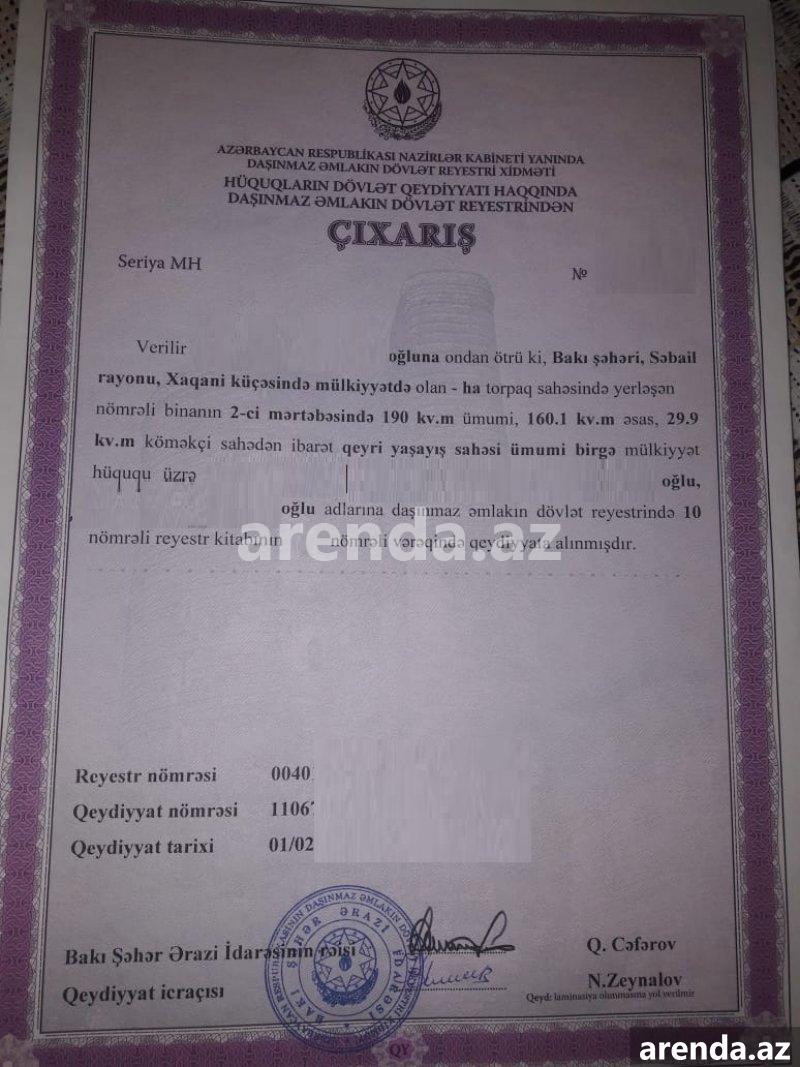 AZƏRBAYCAN RESPUBLİKASI NAZİRLƏR KABİNETİ YANINDA
DAŞINMAZ ƏMLAKIN DÖVLƏT REYESTRİ XİDMƏTİ
HÜQUQLARIN DÖVLƏT QEYDİYYATI HAQQINDA
DAŞINMAZ ƏMLAKIN DÖVLƏT REYESTRİNDƏN
ÇIXARIŞ
Seriya MH №
Verilir oğluna ondan ötrü ki, Bakı şəhəri, Səbail
rayonu, Xaqani küçəsində mülkiyyətdə olan - ha torpaq sahəsində yerləşən
nömrəli binanın 2-ci mərtəbəsində 190 kv.m ümumi, 160.1 kv.m əsas, 29.9
kv.m köməkçi sahədən ibarət qeyri yaşayış sahəsi ümumi birgə mülkiyyət
hüququ üzrə oğlu,
oğlu adlarına daşınmaz əmlakın dövlət reyestrində 10
nömrəli reyestr kitabının nömrəli vərəqində qeydiyyata alınmışdır.
arenda.az
Reyestr nömrəsi 0040
Qeydiyyat nömrəsi 1106
Qeydiyyat tarixi 01/02
Bakı Şəhər Ərazi İdarəsinin rəisi Q. Cəfərov
Qeydiyyat icraçısı N.Zeynalov
Qeyd: laminasiya olunmasına yol verilmir
BAKI ŞƏHƏR ƏRAZİ İDARƏSİ
QY
arenda.az